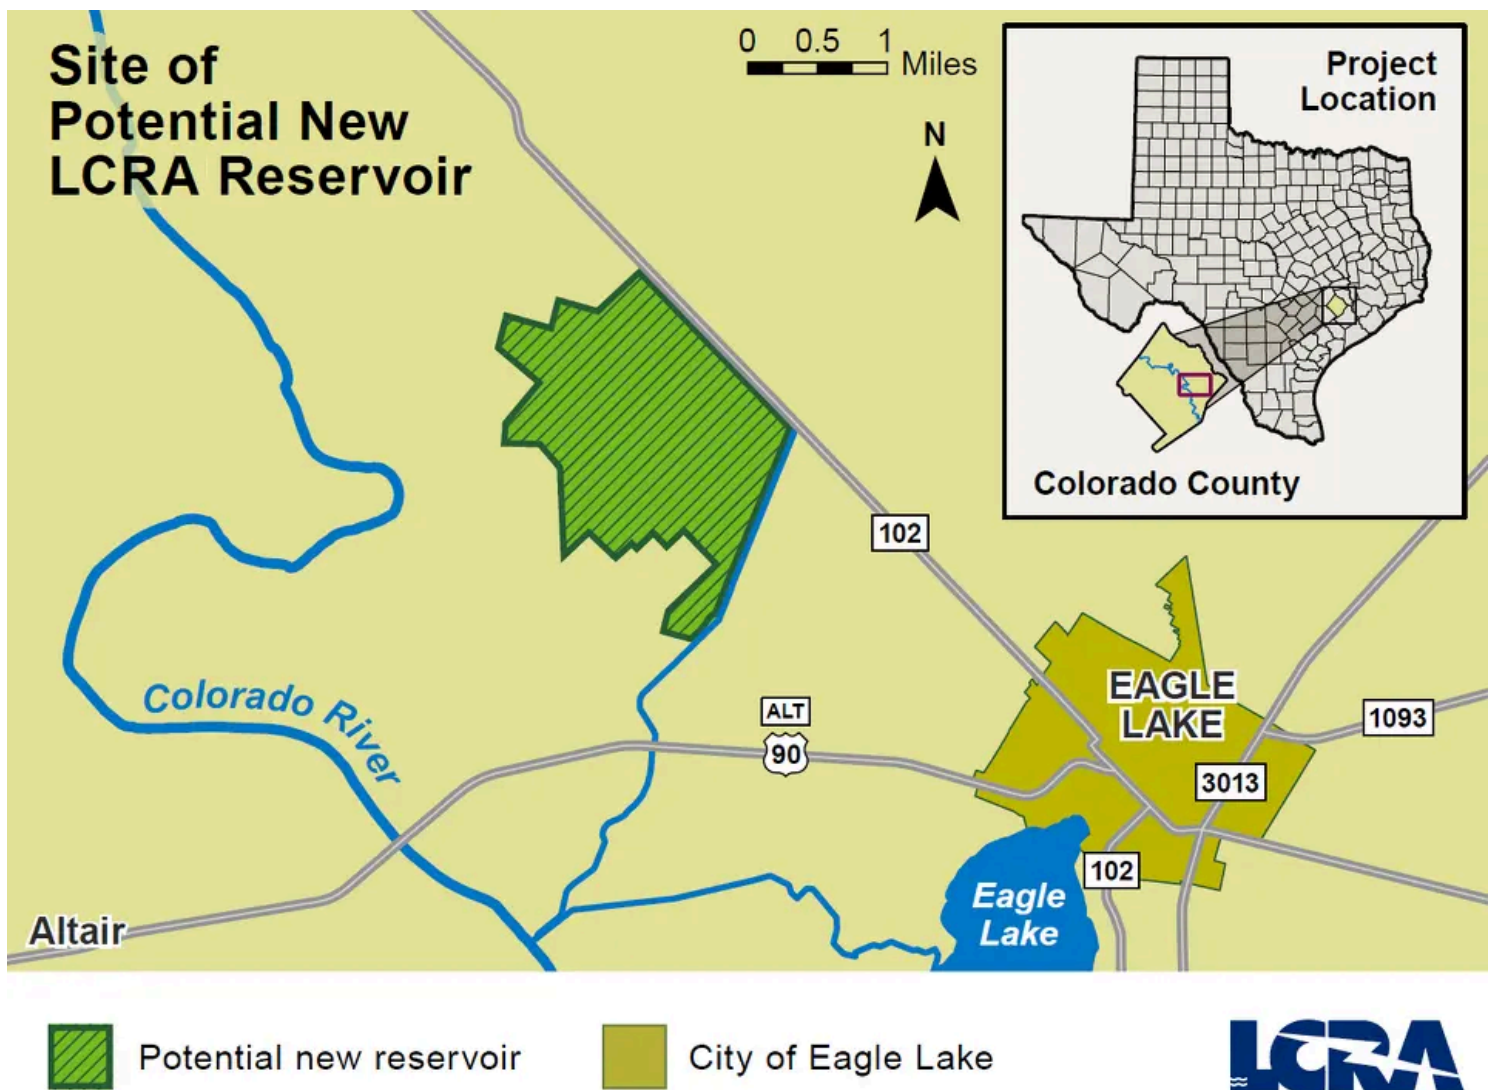 Site of
Potential New
LCRA Reservoir
0 0.5 1
Miles
N
Project
Location
Colorado County
102
EAGLE
LAKE
Colorado River
ALT
90
1093
3013
102
Eagle
Lake
Altair
Potential new reservoir
City of Eagle Lake
LCRA